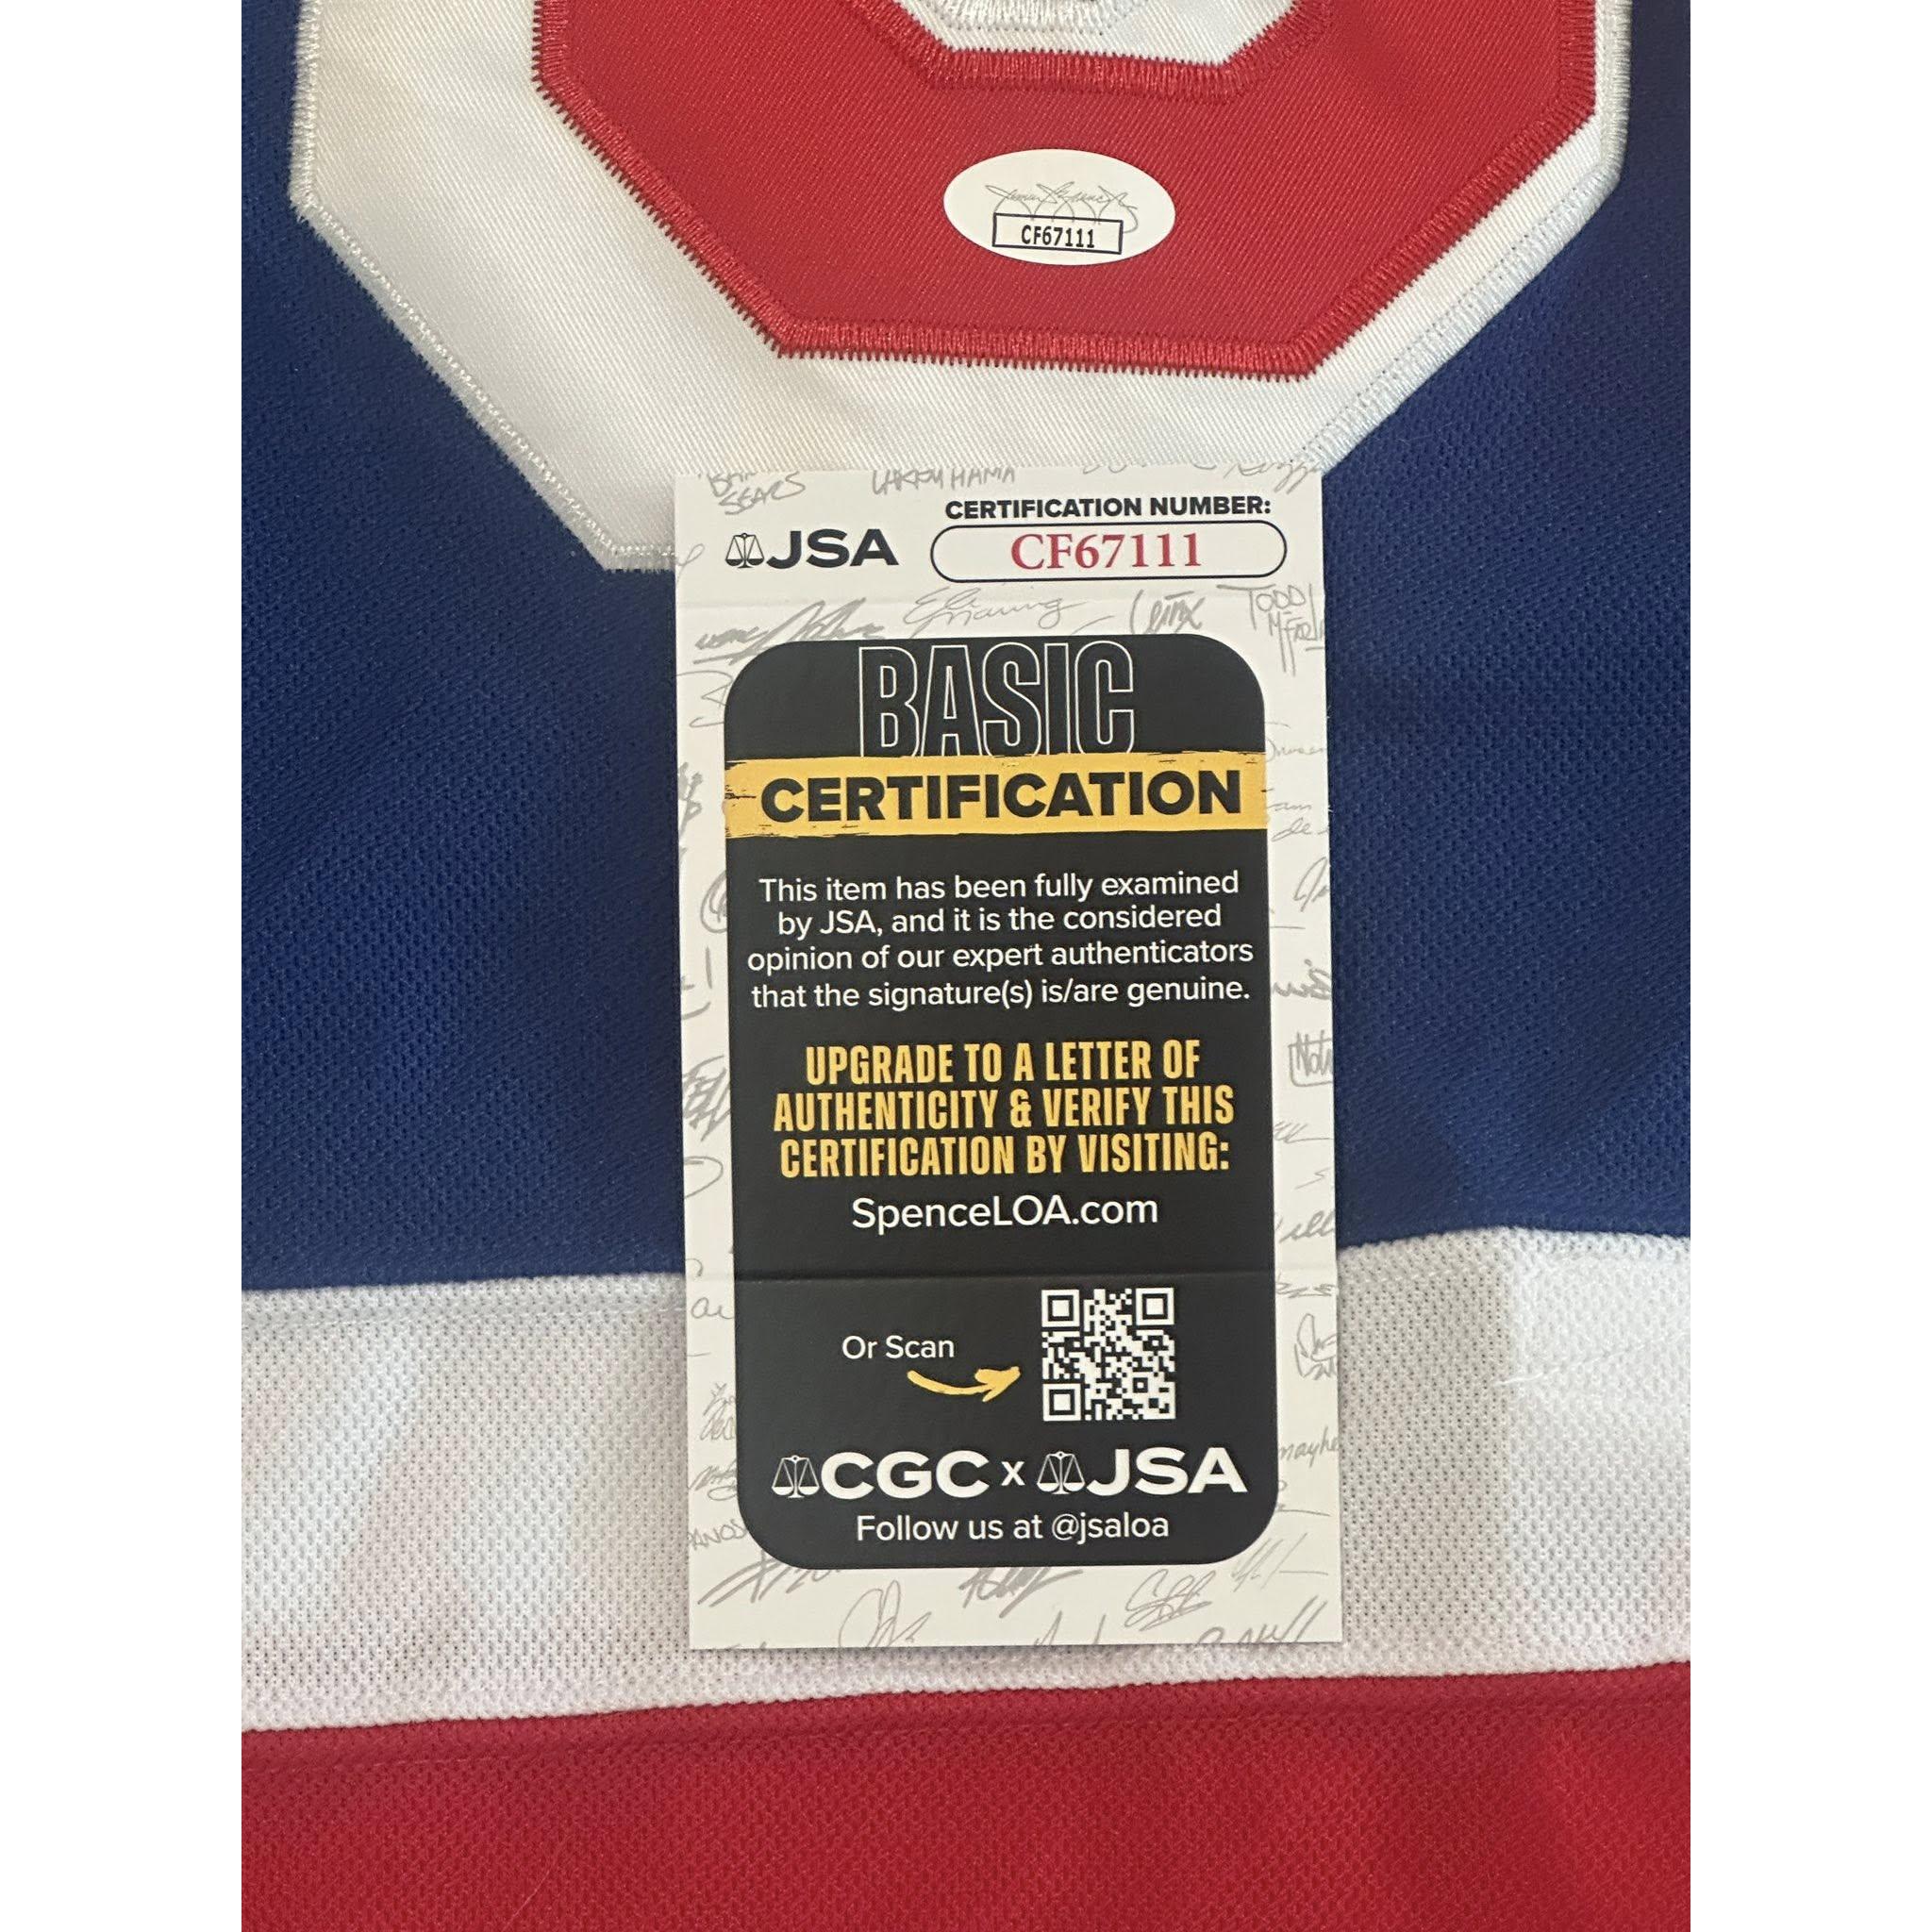 CF67111
CERTIFICATION NUMBER:
JSA
CF67111
BASIC
CERTIFICATION
This item has been fully examined
by JSA, and it is the considered
opinion of our expert authenticators
that the signature(s) is/are genuine.
UPGRADE TO A LETTER OF
AUTHENTICITY & VERIFY THIS
CERTIFICATION BY VISITING:
SpenceLOA.com
Or Scan
CGC x JSA
Follow us at @jsaloa